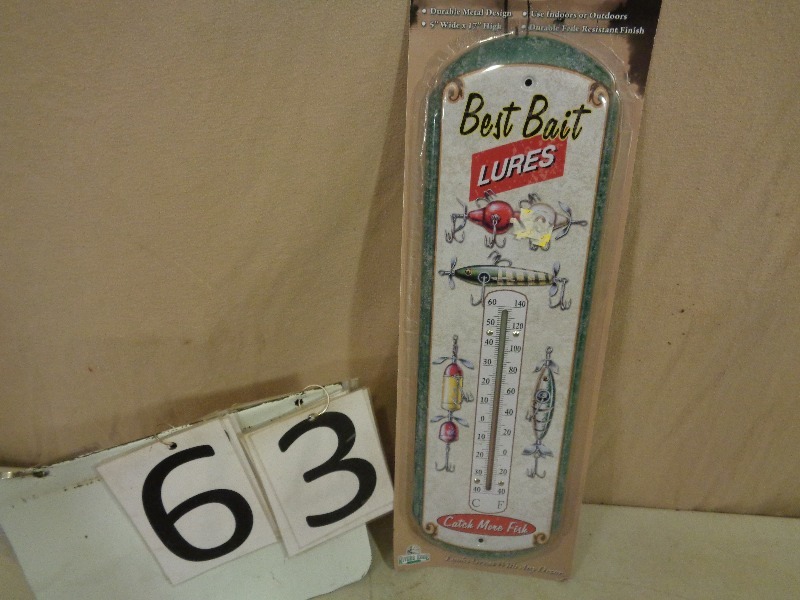 • Durable Metal Design • Use Indoors or Outdoors
• 5" Wide x 17" High • Durable Fade Resistant Finish
Best Bait
LURES
60 140
50 120
40 100
30 80
20 60
10 40
0 20
10 0
20 20
30 40
40
C F
Catch More Fish
63